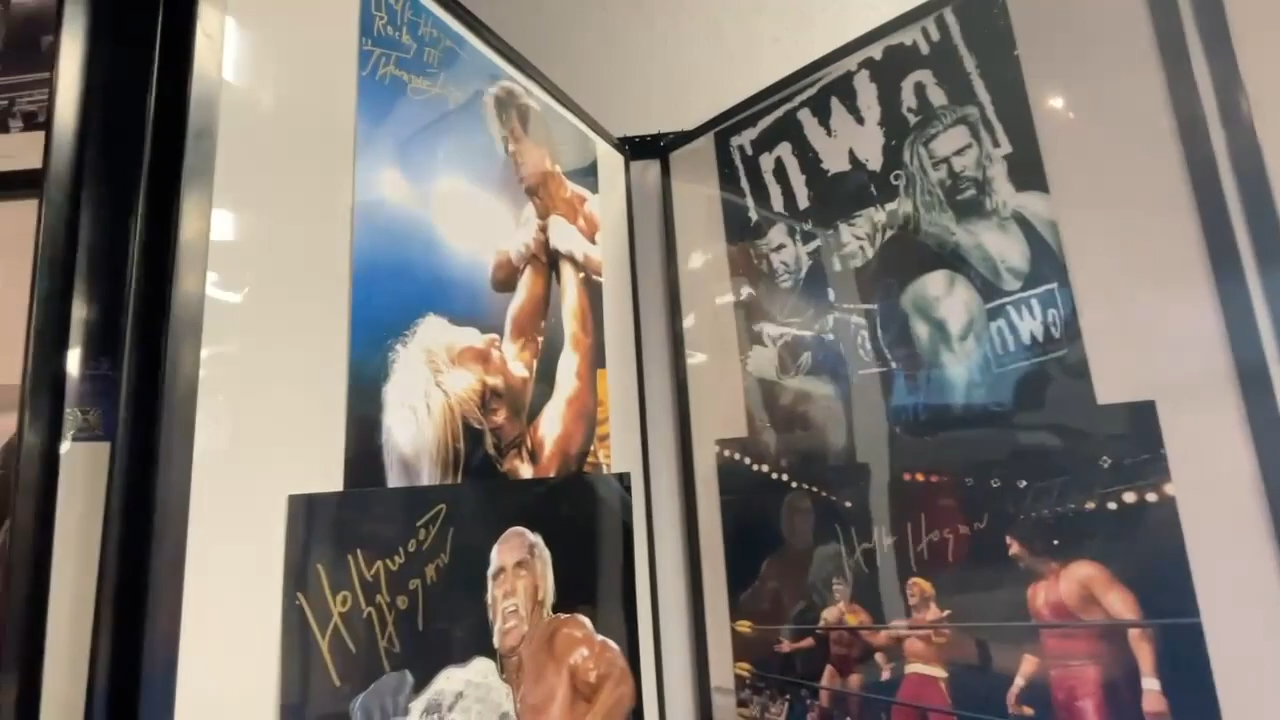 Hulk Hogan
Rocky III
"Thunderlips"
nWo
nWo
Hollywood
Hogan
Hulk Hogan